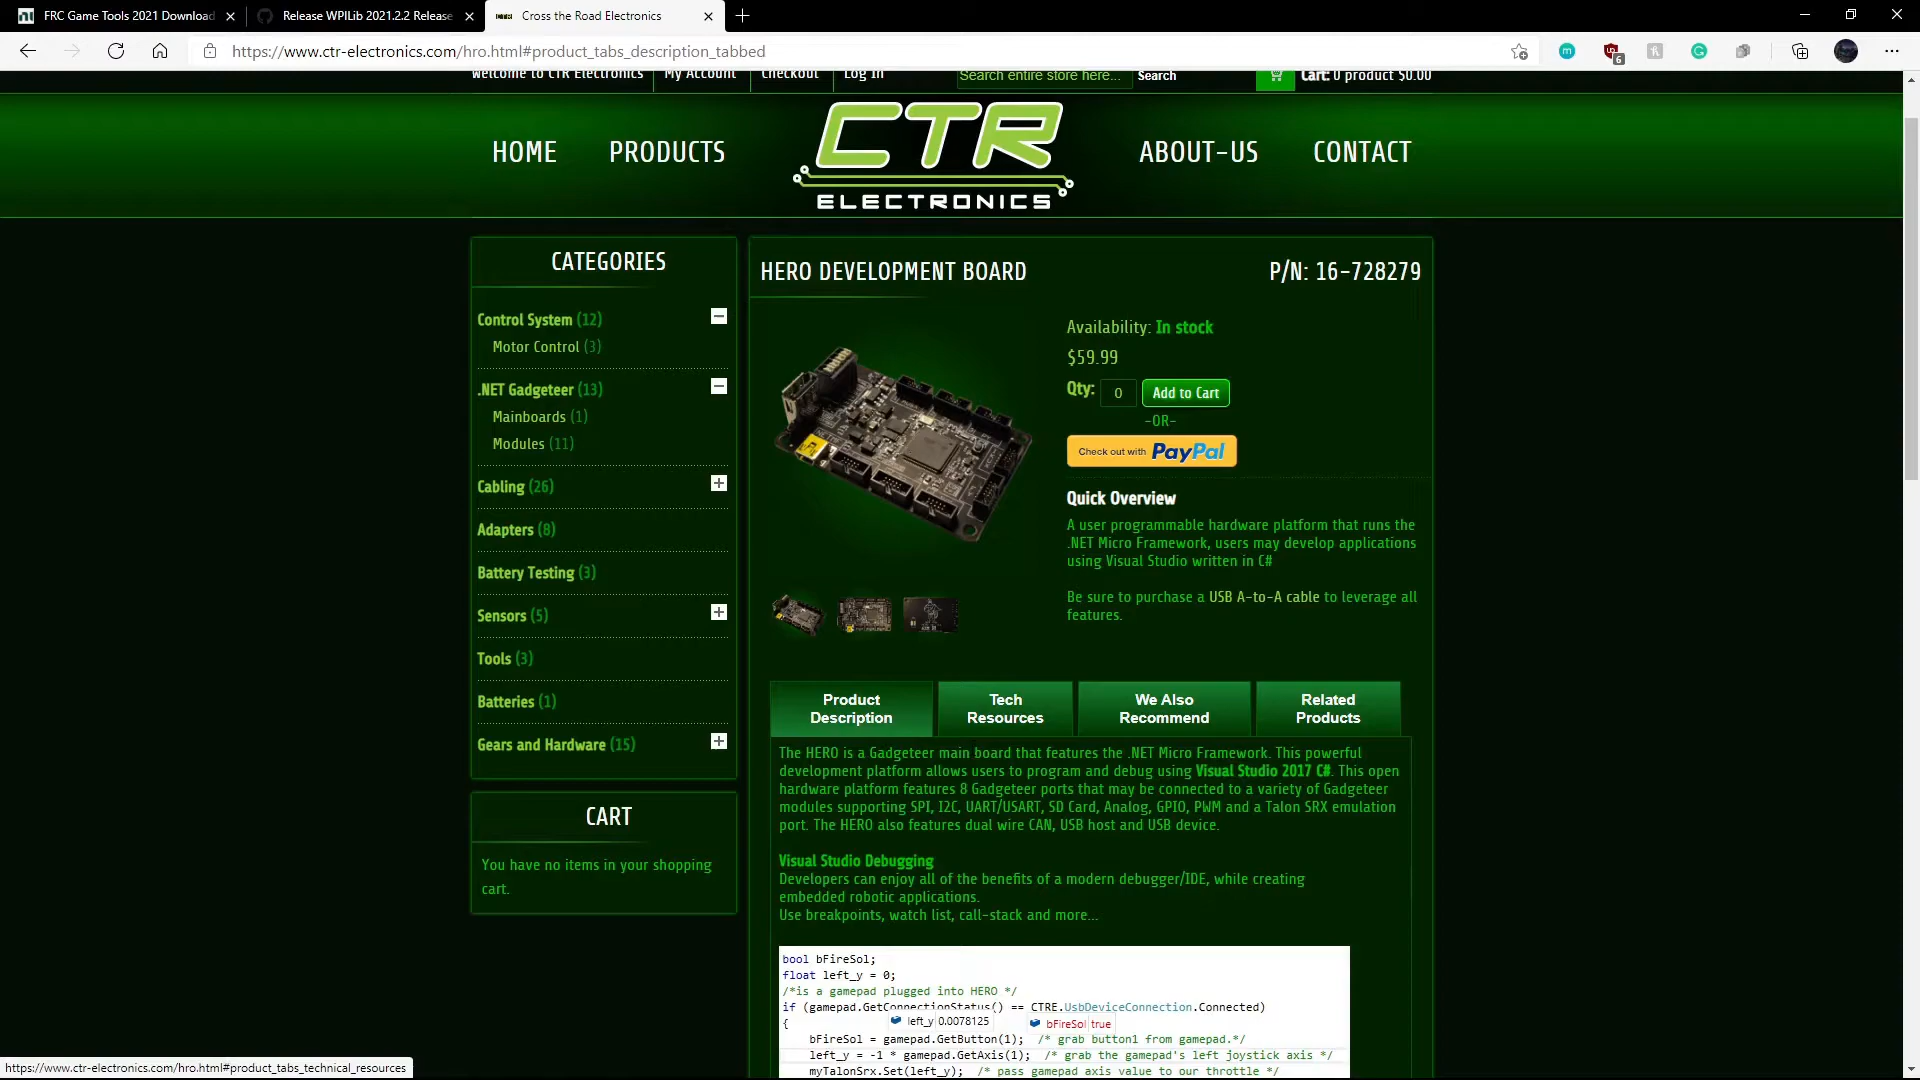 FRC Game Tools 2021 Download
Release WPILib 2021.2.2 Release
CTR
Cross the Road Electronics
https://www.ctr-electronics.com/hro.html#product_tabs_description_tabbed
6
Welcome to CTR Electronics
My Account
Checkout
Log In
Search entire store here...
Search
Cart: 0 product $0.00
HOME
PRODUCTS
CTR
ELECTRONICS
ABOUT-US
CONTACT
CATEGORIES
Control System (12)
Motor Control (3)
.NET Gadgeteer (13)
Mainboards (1)
Modules (11)
Cabling (26)
Adapters (8)
Battery Testing (3)
Sensors (5)
Tools (3)
Batteries (1)
Gears and Hardware (15)
CART
You have no items in your shopping
cart.
HERO DEVELOPMENT BOARD
P/N: 16-728279
Availability: In stock
$59.99
Qty: 0 Add to Cart
-OR-
Check out with PayPal
Quick Overview
A user programmable hardware platform that runs the
.NET Micro Framework, users may develop applications
using Visual Studio written in C#
Be sure to purchase a USB A-to-A cable to leverage all
features.
Product
Description
Tech
Resources
We Also
Recommend
Related
Products
The HERO is a Gadgeteer main board that features the .NET Micro Framework. This powerful
development platform allows users to program and debug using Visual Studio 2017 C#. This open
hardware platform features 8 Gadgeteer ports that may be connected to a variety of Gadgeteer
modules supporting SPI, I2C, UART/USART, SD Card, Analog, GPIO, PWM and a Talon SRX emulation
port. The HERO also features dual wire CAN, USB host and USB device.
Visual Studio Debugging
Developers can enjoy all of the benefits of a modern debugger/IDE, while creating
embedded robotic applications.
Use breakpoints, watch list, call-stack and more...
bool bFireSol;
float left_y = 0;
/*is a gamepad plugged into HERO */
if (gamepad.GetConnectionStatus() == CTRE.UsbDeviceConnection.Connected)
{
left_y 0.0078125
bFireSol true
bFireSol = gamepad.GetButton(1); /* grab button1 from gamepad.*/
left_y = -1 * gamepad.GetAxis(1); /* grab the gamepad's left joystick axis */
myTalonSrx.Set(left_y); /* pass gamepad axis value to our throttle */
https://www.ctr-electronics.com/hro.html#product_tabs_technical_resources